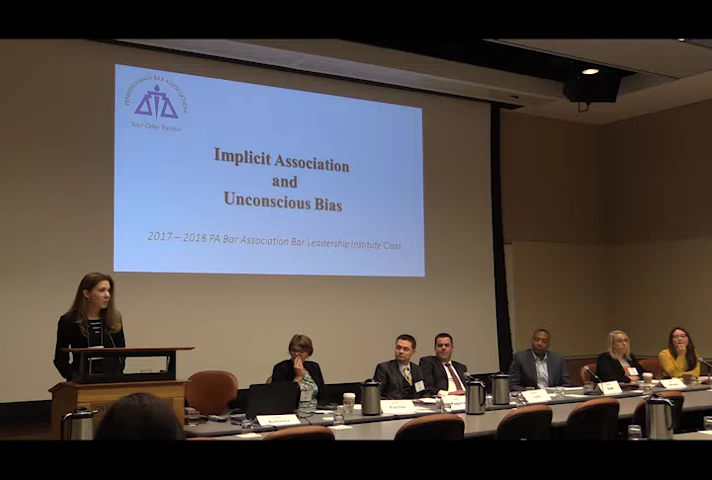 PENNSYLVANIA BAR ASSOCIATION
Your Other Partner
Implicit Association
and
Unconscious Bias
2017 – 2018 PA Bar Association Bar Leadership Institute Class